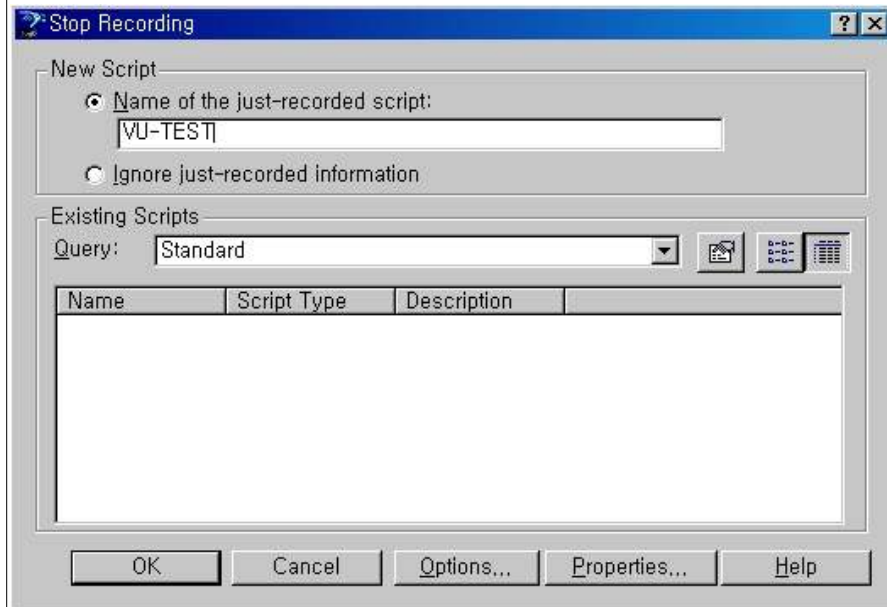 Stop Recording
New Script
Name of the just-recorded script:
VU-TEST
Ignore just-recorded information
Existing Scripts
Query: Standard
Name Script Type Description
OK Cancel Options... Properties... Help